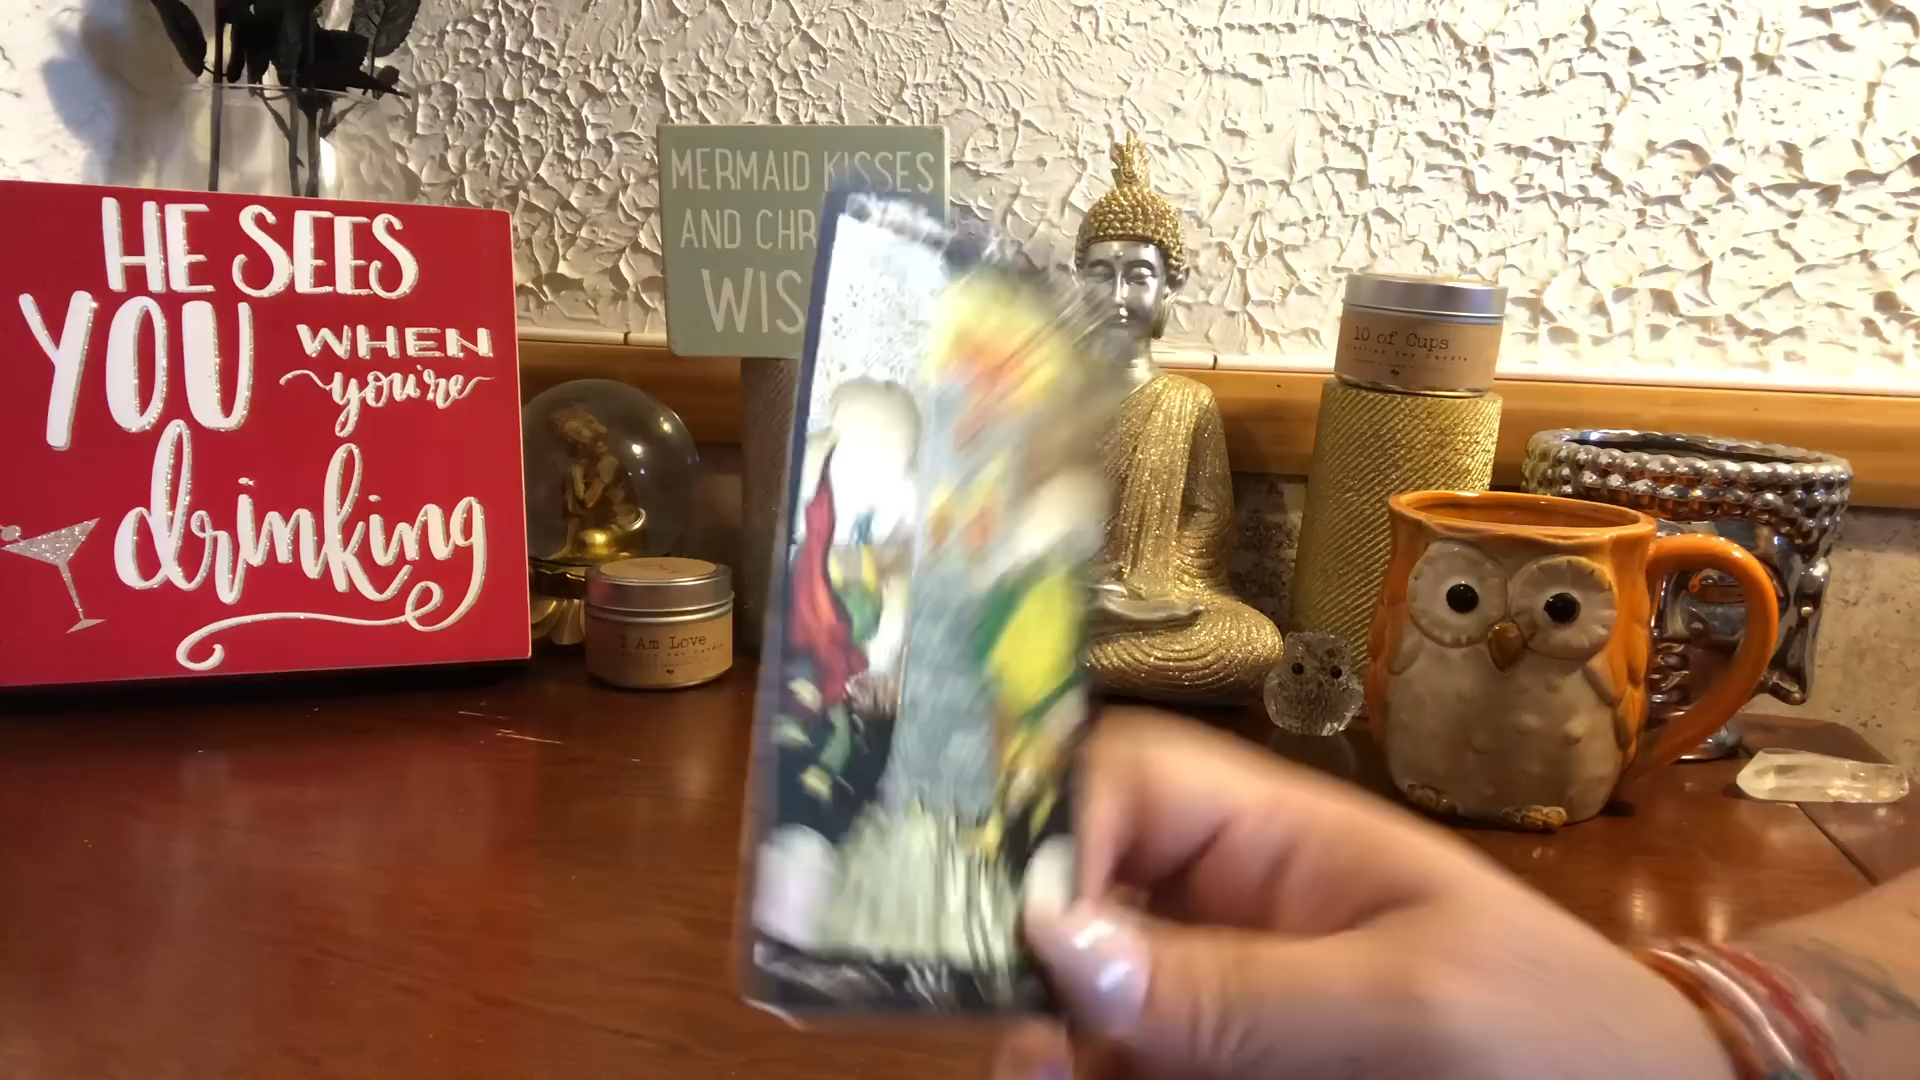 HE SEES
YOU WHEN
you're
drinking
MERMAID KISSES
AND CHR
WIS
10 of Cups
I Am Love